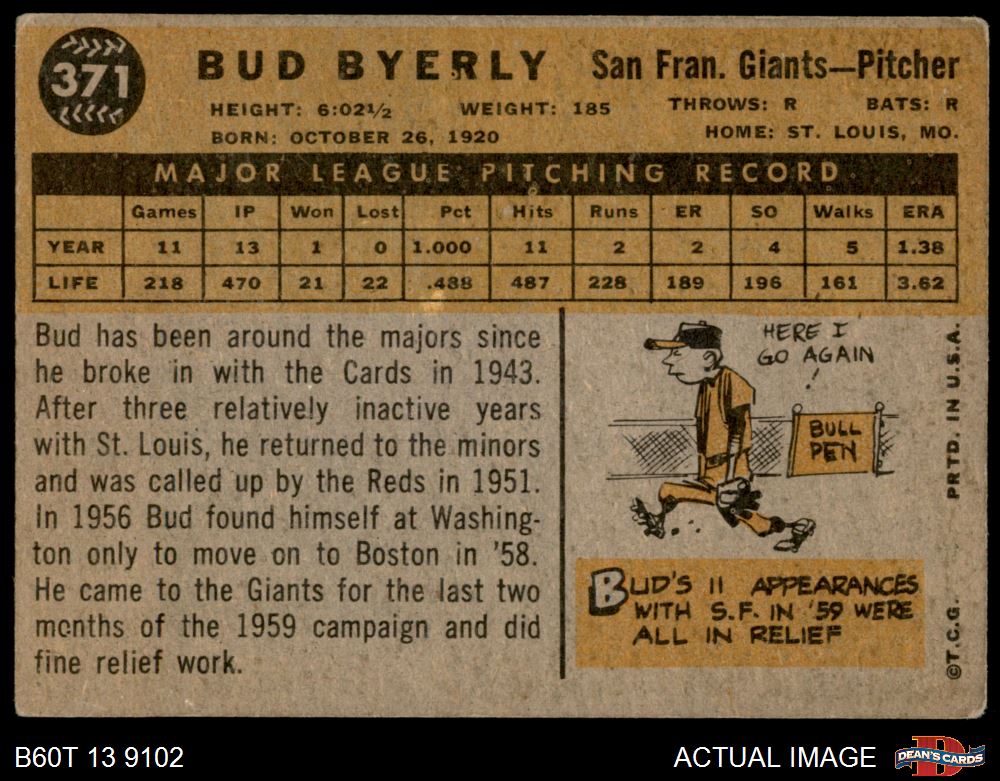 371
BUD BYERLY San Fran. Giants—Pitcher
HEIGHT: 6:02½ WEIGHT: 185 THROWS: R BATS: R
BORN: OCTOBER 26, 1920 HOME: ST. LOUIS, MO.
MAJOR LEAGUE PITCHING RECORD
Games IP Won Lost Pct Hits Runs ER SO Walks ERA
YEAR 11 13 1 0 1.000 11 2 2 4 5 1.38
LIFE 218 470 21 22 .488 487 228 189 196 161 3.62
Bud has been around the majors since
he broke in with the Cards in 1943.
After three relatively inactive years
with St. Louis, he returned to the minors
and was called up by the Reds in 1951.
In 1956 Bud found himself at Washing-
ton only to move on to Boston in '58.
He came to the Giants for the last two
months of the 1959 campaign and did
fine relief work.
HERE I
GO AGAIN
!
BULL
PEN
BUD'S 11 APPEARANCES
WITH S.F. IN '59 WERE
ALL IN RELIEF
©T.C.G. PRTD. IN U.S.A.
B60T 13 9102 ACTUAL IMAGE
D
DEAN'S CARDS